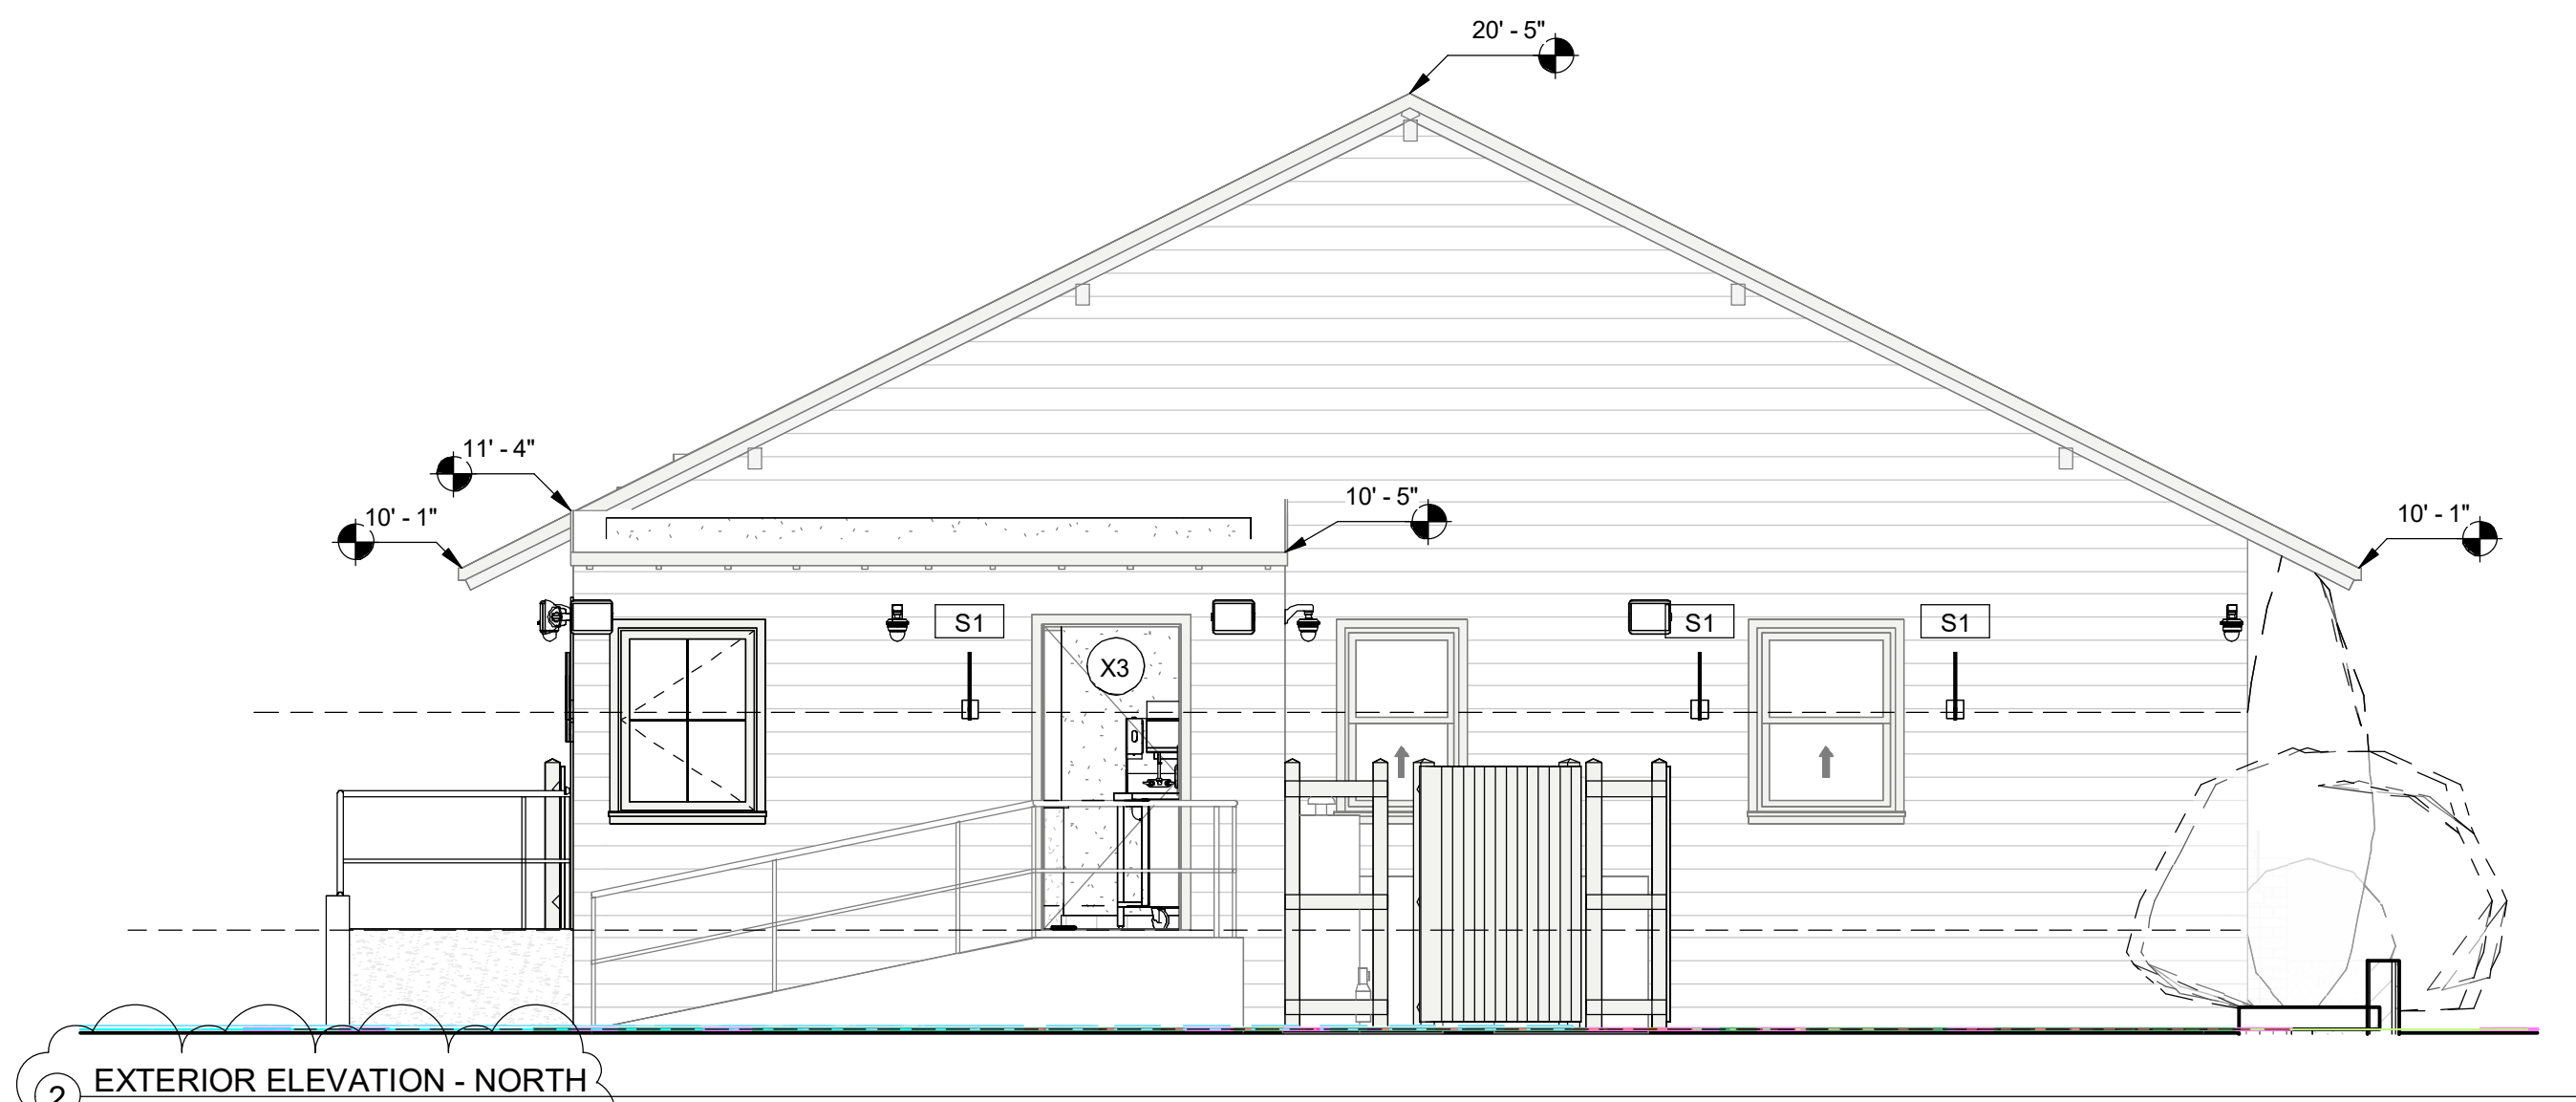 20' - 5"
11' - 4"
10' - 1"
10' - 5"
10' - 1"
S1
S1
S1
X3
2 EXTERIOR ELEVATION - NORTH